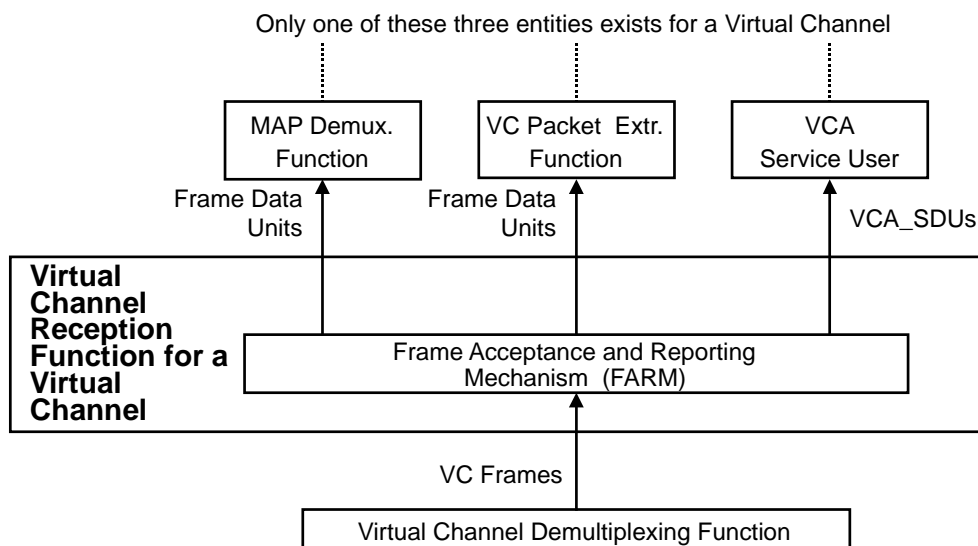 Only one of these three entities exists for a Virtual Channel
MAP Demux.
Function
VC Packet Extr.
Function
VCA
Service User
Frame Data
Units
Frame Data
Units
VCA_SDUs
Virtual
Channel
Reception
Function for a
Virtual
Channel
Frame Acceptance and Reporting
Mechanism (FARM)
VC Frames
Virtual Channel Demultiplexing Function